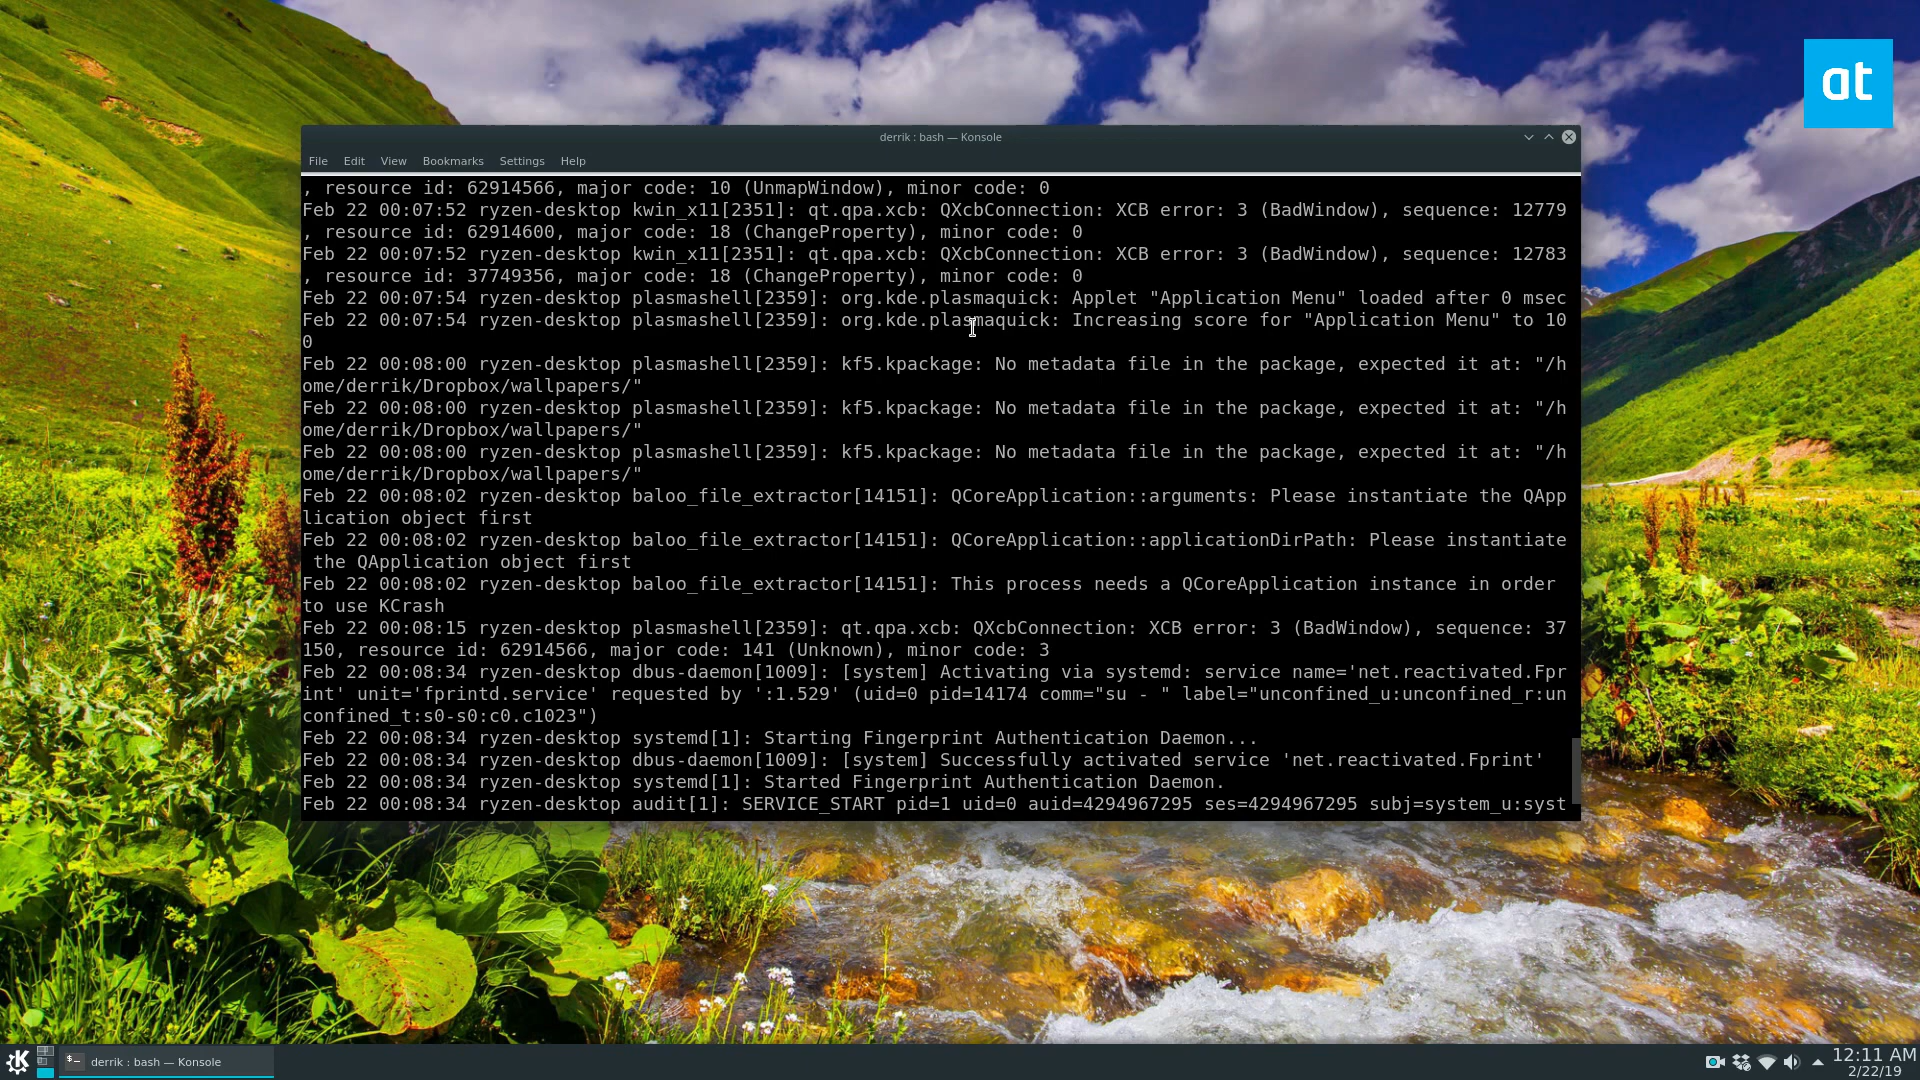 at
derrik : bash — Konsole
File Edit View Bookmarks Settings Help
, resource id: 62914566, major code: 10 (UnmapWindow), minor code: 0
Feb 22 00:07:52 ryzen-desktop kwin_x11[2351]: qt.qpa.xcb: QXcbConnection: XCB error: 3 (BadWindow), sequence: 12779
, resource id: 62914600, major code: 18 (ChangeProperty), minor code: 0
Feb 22 00:07:52 ryzen-desktop kwin_x11[2351]: qt.qpa.xcb: QXcbConnection: XCB error: 3 (BadWindow), sequence: 12783
, resource id: 37749356, major code: 18 (ChangeProperty), minor code: 0
Feb 22 00:07:54 ryzen-desktop plasmashell[2359]: org.kde.plasmaquick: Applet "Application Menu" loaded after 0 msec
Feb 22 00:07:54 ryzen-desktop plasmashell[2359]: org.kde.plasmaquick: Increasing score for "Application Menu" to 10
0
Feb 22 00:08:00 ryzen-desktop plasmashell[2359]: kf5.kpackage: No metadata file in the package, expected it at: "/h
ome/derrik/Dropbox/wallpapers/"
Feb 22 00:08:00 ryzen-desktop plasmashell[2359]: kf5.kpackage: No metadata file in the package, expected it at: "/h
ome/derrik/Dropbox/wallpapers/"
Feb 22 00:08:00 ryzen-desktop plasmashell[2359]: kf5.kpackage: No metadata file in the package, expected it at: "/h
ome/derrik/Dropbox/wallpapers/"
Feb 22 00:08:02 ryzen-desktop baloo_file_extractor[14151]: QCoreApplication::arguments: Please instantiate the QApp
lication object first
Feb 22 00:08:02 ryzen-desktop baloo_file_extractor[14151]: QCoreApplication::applicationDirPath: Please instantiate
 the QApplication object first
Feb 22 00:08:02 ryzen-desktop baloo_file_extractor[14151]: This process needs a QCoreApplication instance in order
to use KCrash
Feb 22 00:08:15 ryzen-desktop plasmashell[2359]: qt.qpa.xcb: QXcbConnection: XCB error: 3 (BadWindow), sequence: 37
150, resource id: 62914566, major code: 141 (Unknown), minor code: 3
Feb 22 00:08:34 ryzen-desktop dbus-daemon[1009]: [system] Activating via systemd: service name='net.reactivated.Fpr
int' unit='fprintd.service' requested by ':1.529' (uid=0 pid=14174 comm="su - " label="unconfined_u:unconfined_r:un
confined_t:s0-s0:c0.c1023")
Feb 22 00:08:34 ryzen-desktop systemd[1]: Starting Fingerprint Authentication Daemon...
Feb 22 00:08:34 ryzen-desktop dbus-daemon[1009]: [system] Successfully activated service 'net.reactivated.Fprint'
Feb 22 00:08:34 ryzen-desktop systemd[1]: Started Fingerprint Authentication Daemon.
Feb 22 00:08:34 ryzen-desktop audit[1]: SERVICE_START pid=1 uid=0 auid=4294967295 ses=4294967295 subj=system_u:syst
derrik : bash — Konsole
12:11 AM
2/22/19